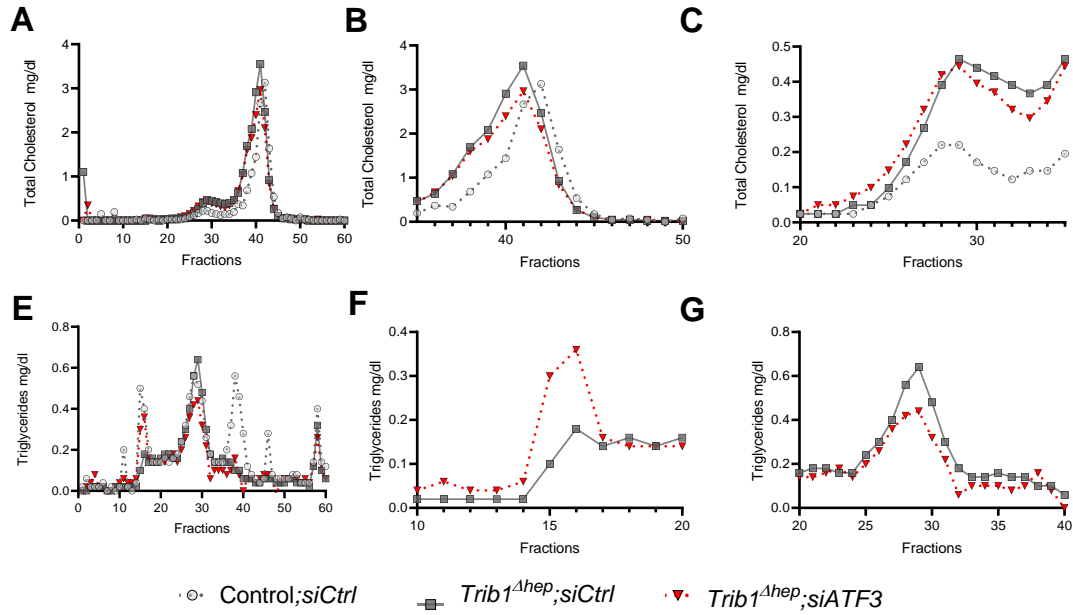 A
Total Cholesterol mg/dl
4
3
2
1
0
0 10 20 30 40 50 60
Fractions
B
Total Cholesterol mg/dl
4
3
2
1
0
40 50
Fractions
C
Total Cholesterol mg/dl
0.5
0.4
0.3
0.2
0.1
0.0
20 30
Fractions
E
Triglycerides mg/dl
0.8
0.6
0.4
0.2
0.0
0 10 20 30 40 50 60
Fractions
F
Triglycerides mg/dl
0.4
0.3
0.2
0.1
0.0
10 15 20
Fractions
G
Triglycerides mg/dl
0.8
0.6
0.4
0.2
0.0
20 25 30 35 40
Fractions
Control;siCtrl Trib1Δhep;siCtrl Trib1Δhep;siATF3